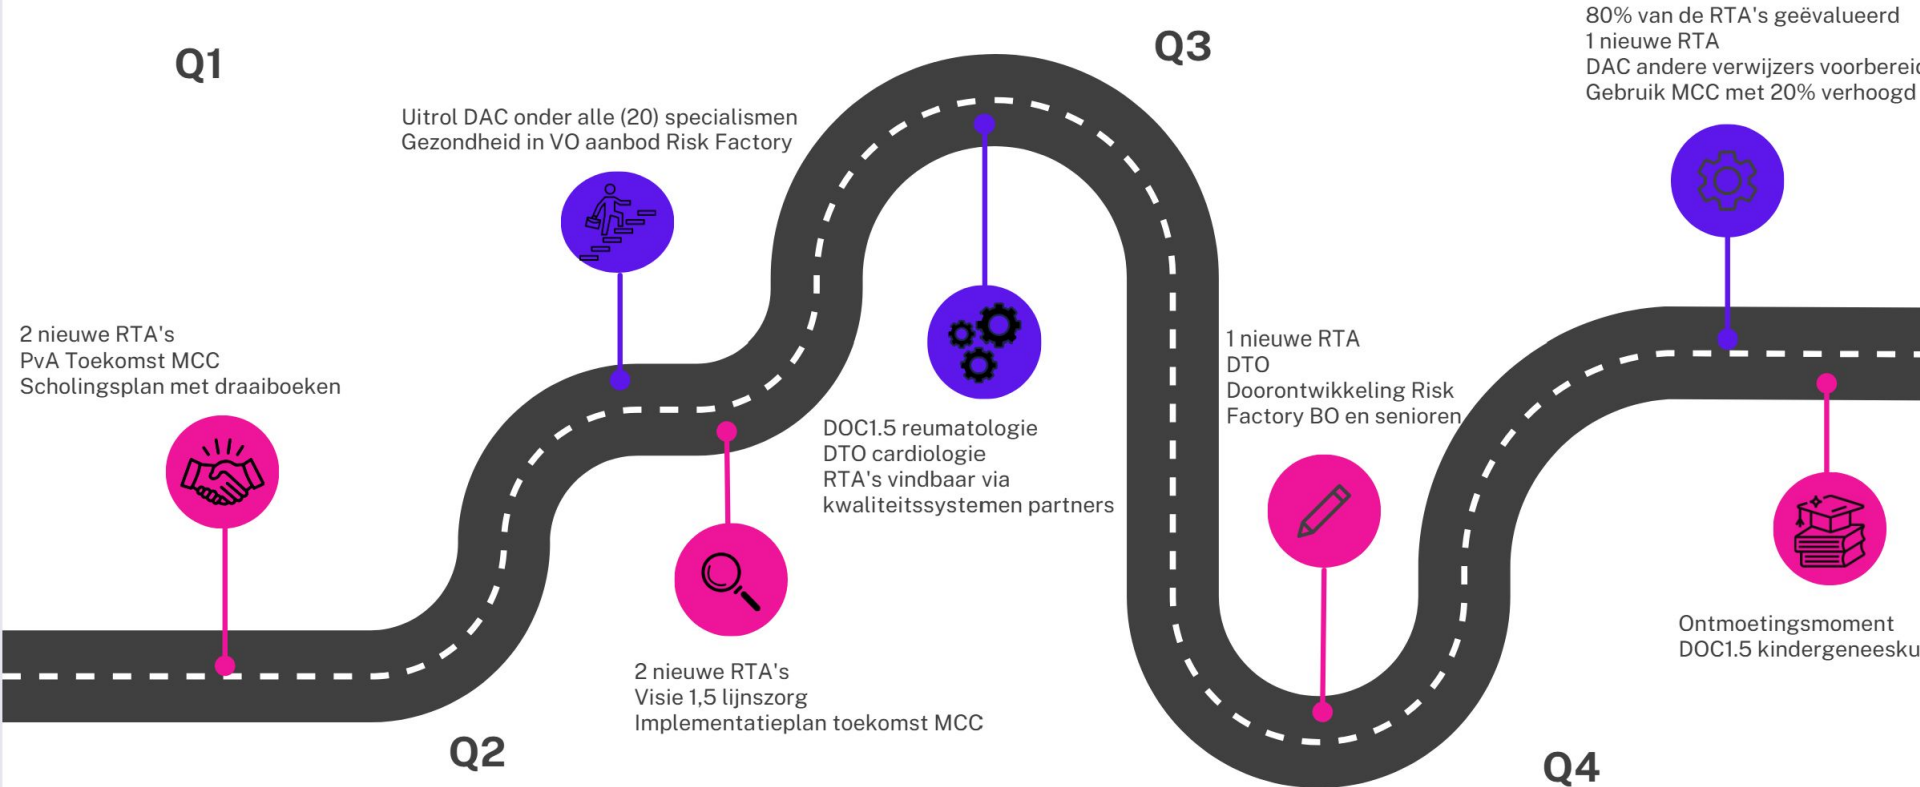 Q1
2 nieuwe RTA's
PvA Toekomst MCC
Scholingsplan met draaiboeken
Uitrol DAC onder alle (20) specialismen
Gezondheid in VO aanbod Risk Factory
Q2
2 nieuwe RTA's
Visie 1,5 lijnszorg
Implementatieplan toekomst MCC
DOC1.5 reumatologie
DTO cardiologie
RTA's vindbaar via
kwaliteitssystemen partners
Q3
1 nieuwe RTA
DTO
Doorontwikkeling Risk
Factory BO en senioren
Q4
80% van de RTA's geëvalueerd
1 nieuwe RTA
DAC andere verwijzers
Gebruik MCC met 20% verhoogd
Ontmoetingsmoment
DOC1.5